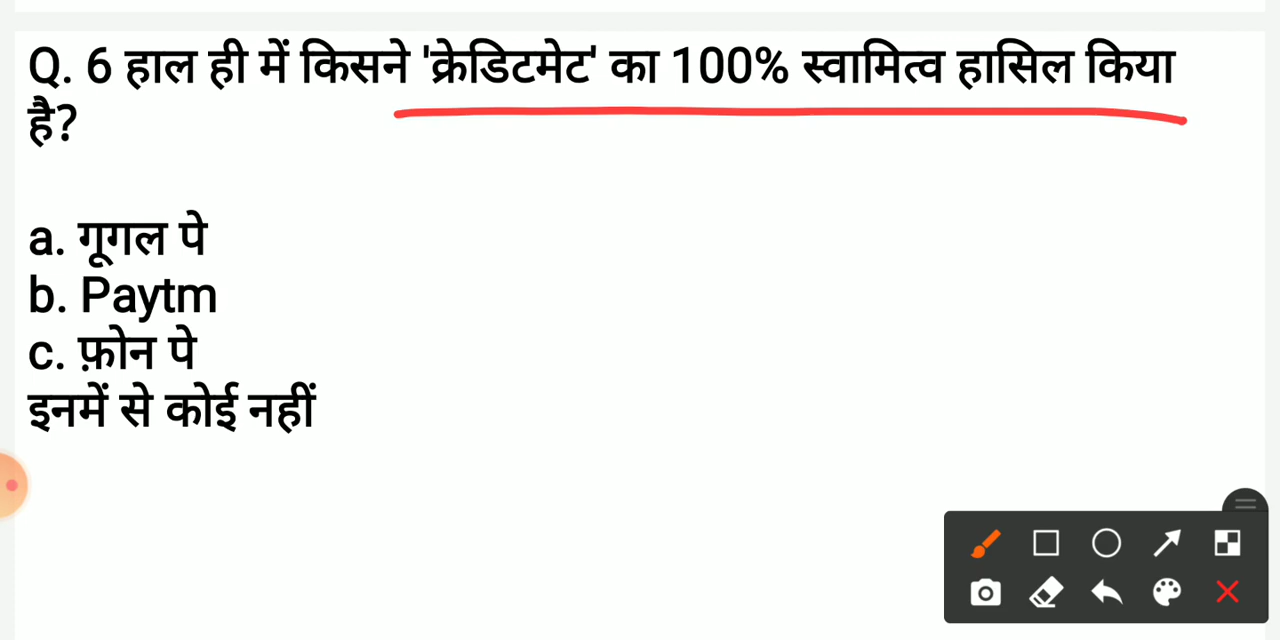 Q. 6 हाल ही में किसने 'क्रेडिटमेट' का 100% स्वामित्व हासिल किया
है?
a. गूगल पे
b. Paytm
c. फ़ोन पे
इनमें से कोई नहीं